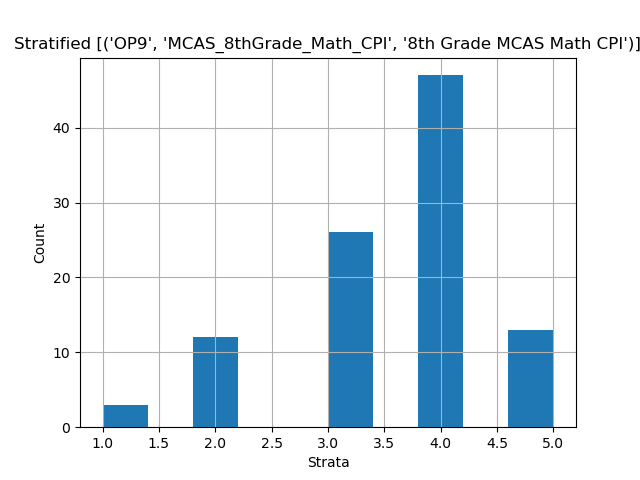 Stratified [('OP9', 'MCAS_8thGrade_Math_CPI', '8th Grade MCAS Math CPI')]
40
30
20
10
0
Count
1.0 1.5 2.0 2.5 3.0 3.5 4.0 4.5 5.0
Strata